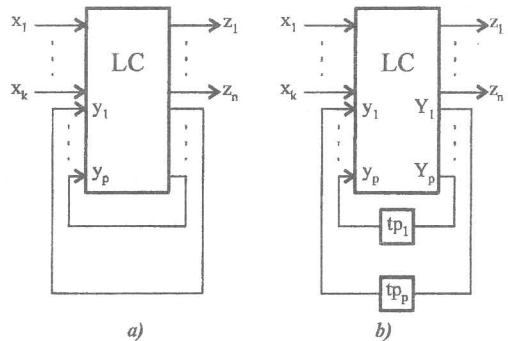 x1 z1 x1 z1
LC LC
xk zn xk zn
y1 y1 Y1
yp yp Yp
tp1
tpp
a) b)